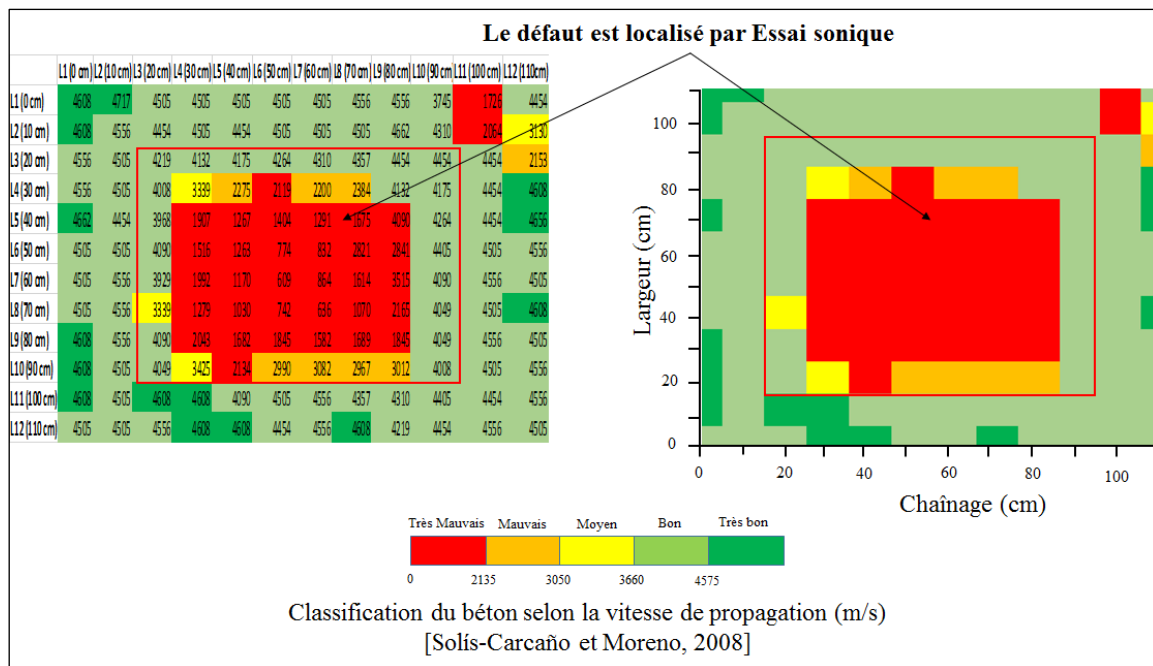 Le défaut est localisé par Essai sonique
L1 (0 cm) L2 (10 cm) L3 (20 cm) L4 (30 cm) L5 (40 cm) L6 (50 cm) L7 (60 cm) L8 (70 cm) L9 (80 cm) L10 (90 cm) L11 (100 cm) L12 (110cm)
L1 (0 cm) 4608 4717 4505 4505 4505 4505 4505 4556 4556 3745 1726 4454
L2 (10 cm) 4608 4556 4454 4505 4454 4505 4505 4505 4662 4310 2064 3130
L3 (20 cm) 4556 4505 4219 4132 4175 4264 4310 4357 4454 4454 4454 2153
L4 (30 cm) 4556 4505 4008 3339 2275 2119 2200 2384 4132 4175 4454 4608
L5 (40 cm) 4662 4454 3968 1907 1267 1404 1291 1675 4090 4264 4454 4656
L6 (50 cm) 4505 4505 4090 1516 1263 774 832 2821 2841 4405 4505 4556
L7 (60 cm) 4505 4556 3929 1992 1170 609 864 1614 3515 4090 4556 4505
L8 (70 cm) 4505 4556 3339 1279 1030 742 636 1070 2165 4049 4505 4608
L9 (80 cm) 4608 4556 4090 2043 1682 1845 1582 1689 1845 4049 4556 4505
L10 (90 cm) 4608 4505 4049 3425 2134 2990 3082 2967 3012 4008 4505 4556
L11 (100 cm) 4608 4505 4608 4608 4090 4505 4556 4357 4310 4405 4454 4556
L12 (110 cm) 4505 4505 4556 4608 4608 4454 4556 4608 4219 4454 4556 4505
Largeur (cm)
100
80
60
40
20
0
0 20 40 60 80 100
Chaînage (cm)
Très Mauvais Mauvais Moyen Bon Très bon
0 2135 3050 3660 4575
Classification du béton selon la vitesse de propagation (m/s)
[Solís-Carcaño et Moreno, 2008]